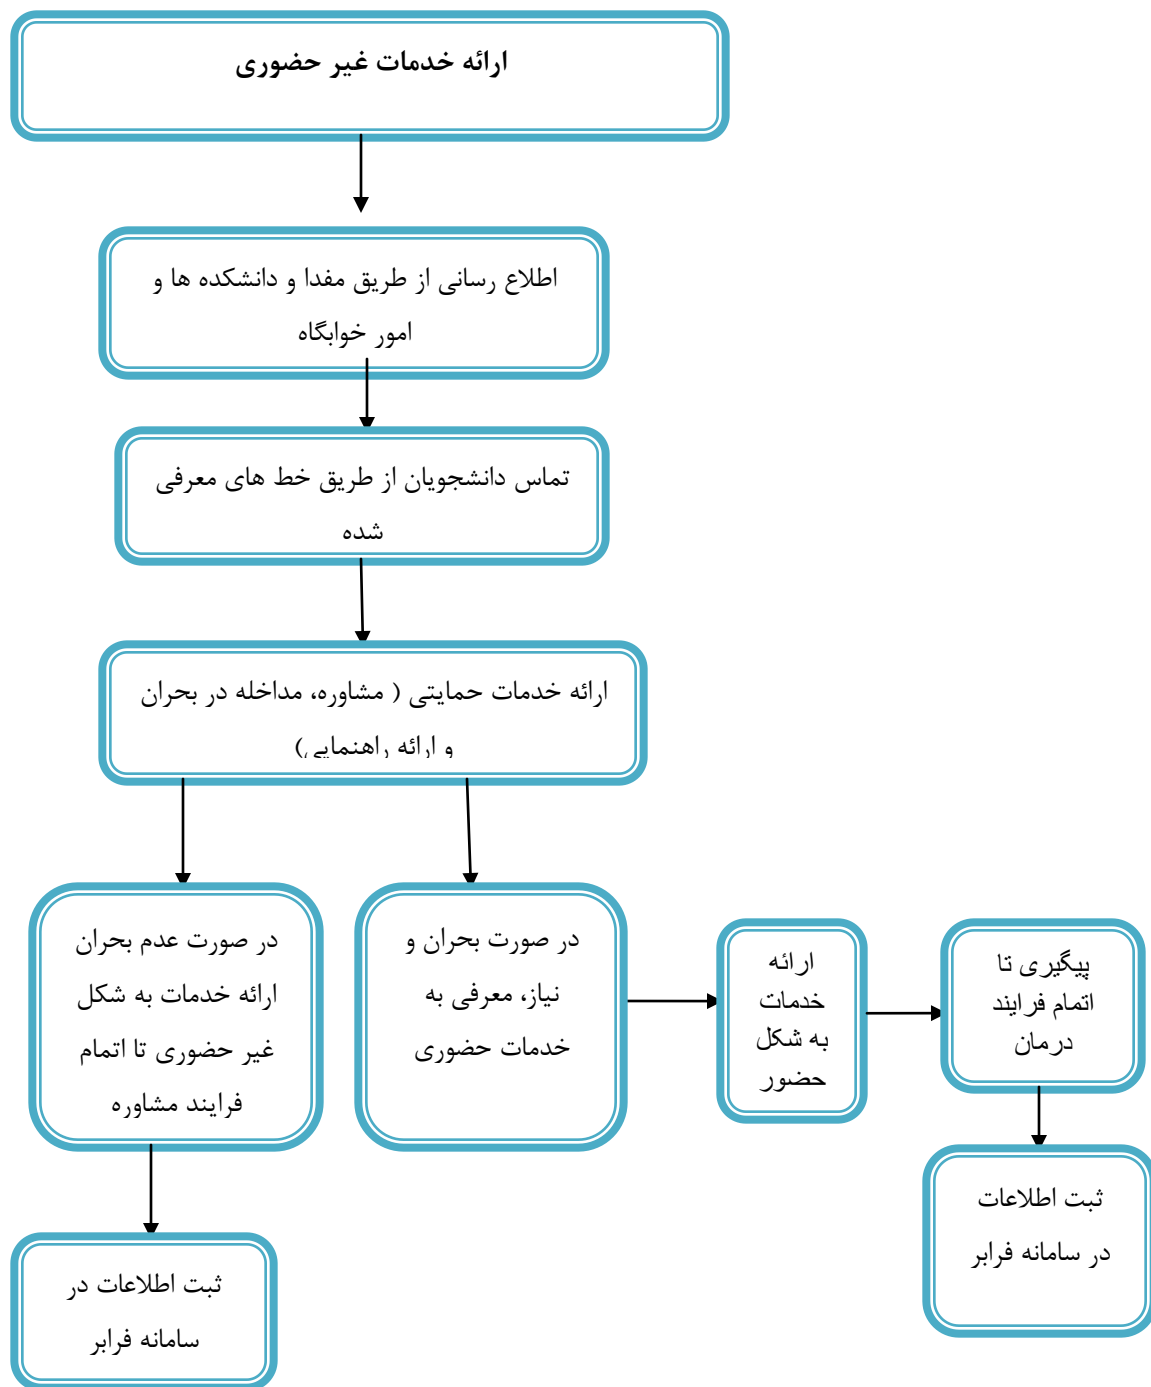 ارائه خدمات غیر حضوری
اطلاع رسانی از طریق مفدا و دانشکده ها و
امور خوابگاه
تماس دانشجویان از طریق خط های معرفی
شده
ارائه خدمات حمایتی ( مشاوره، مداخله در بحران
و ارائه راهنمایی)
در صورت عدم بحران
ارائه خدمات به شکل
غیر حضوری تا اتمام
فرایند مشاوره
در صورت بحران و
نیاز، معرفی به
خدمات حضوری
ارائه
خدمات
به شکل
حضور
پیگیری تا
اتمام فرایند
درمان
ثبت اطلاعات
در سامانه فرابر
ثبت اطلاعات در
سامانه فرابر